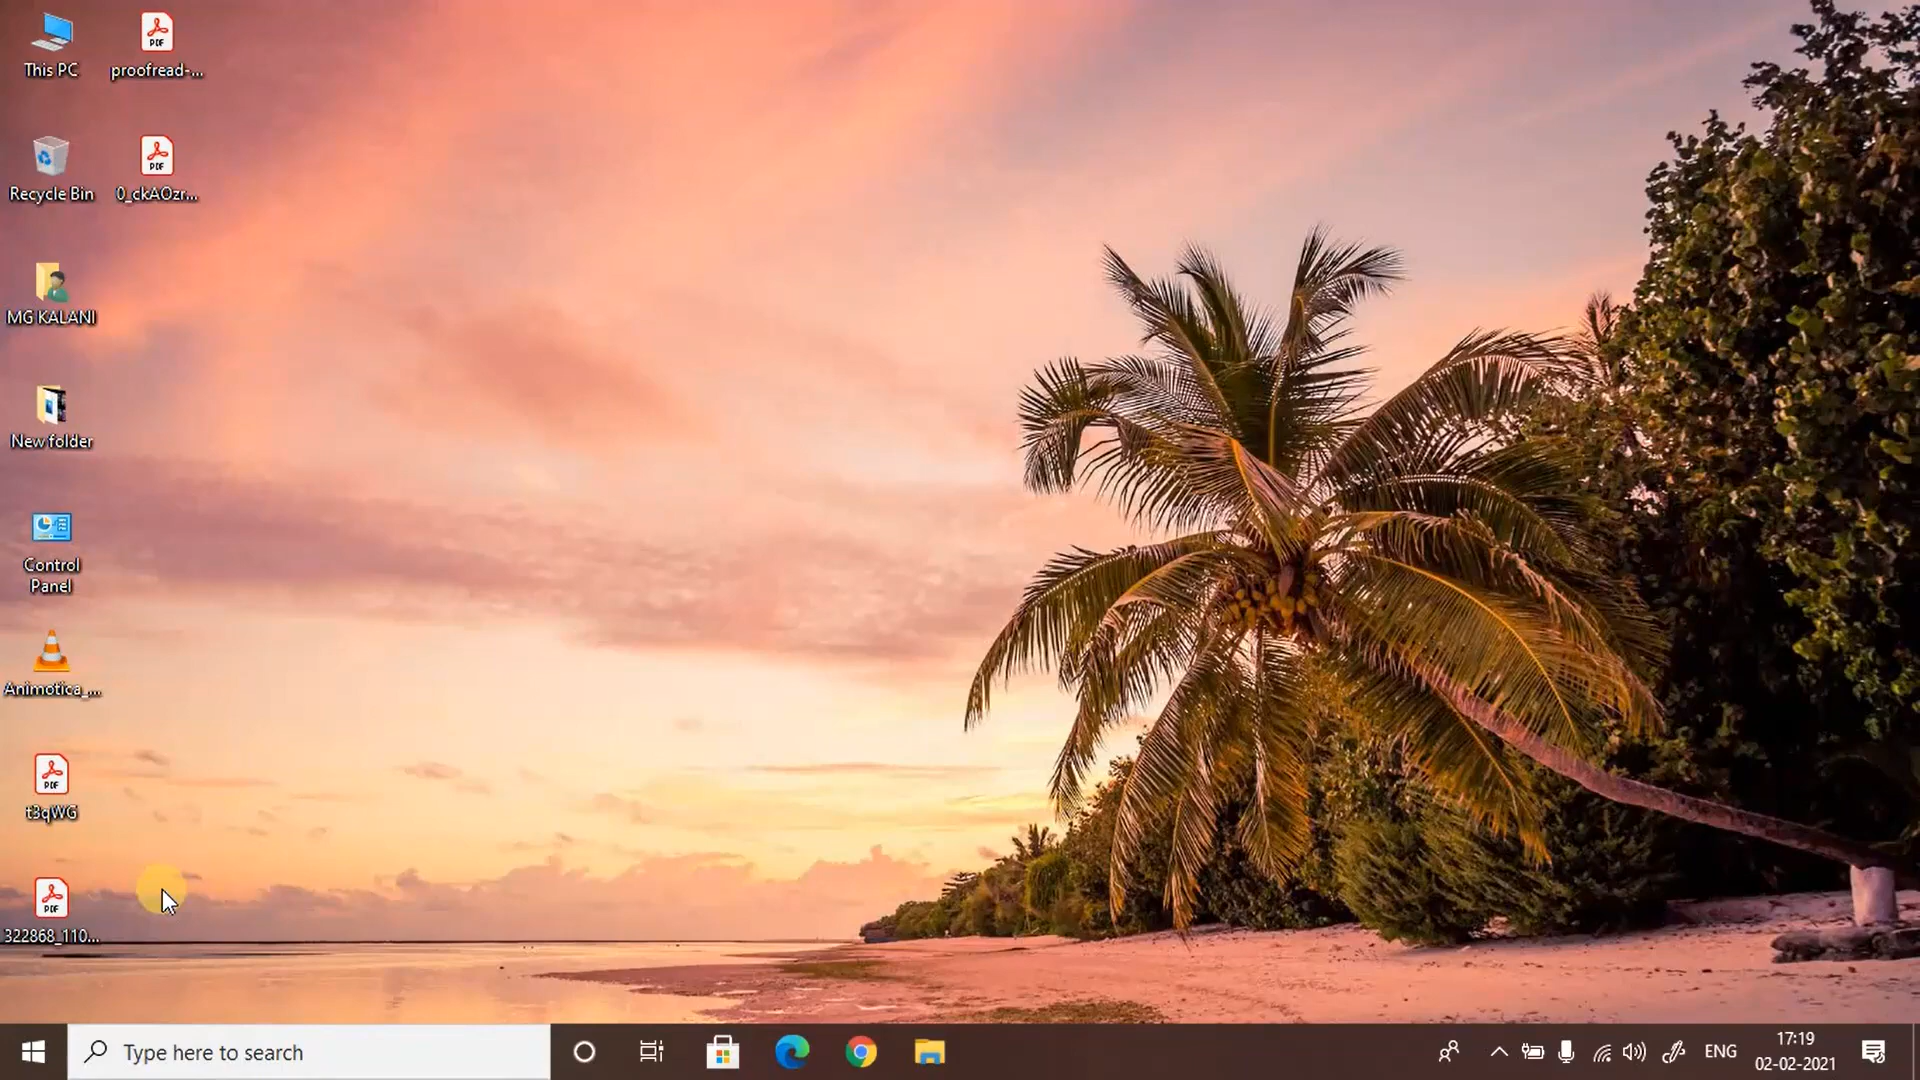 This PC
PDF
proofread-...
Recycle Bin
PDF
0_ckAOzr...
MG KALANI
New folder
Control
Panel
Animotica_...
PDF
t3qWG
PDF
322868_110...
Type here to search
ENG
17:19
02-02-2021